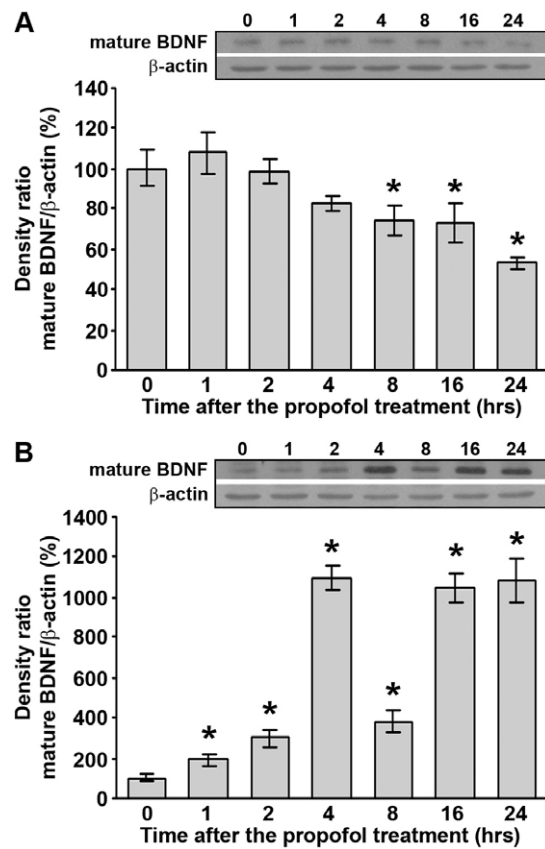 A
0 1 2 4 8 16 24
mature BDNF
β-actin
Density ratio
mature BDNF/β-actin (%)
140
120
100
80
60
40
20
0
* * *
0 1 2 4 8 16 24
Time after the propofol treatment (hrs)
B
0 1 2 4 8 16 24
mature BDNF
β-actin
Density ratio
mature BDNF/β-actin (%)
1400
1200
1000
800
600
400
200
0
* * * * * *
0 1 2 4 8 16 24
Time after the propofol treatment (hrs)